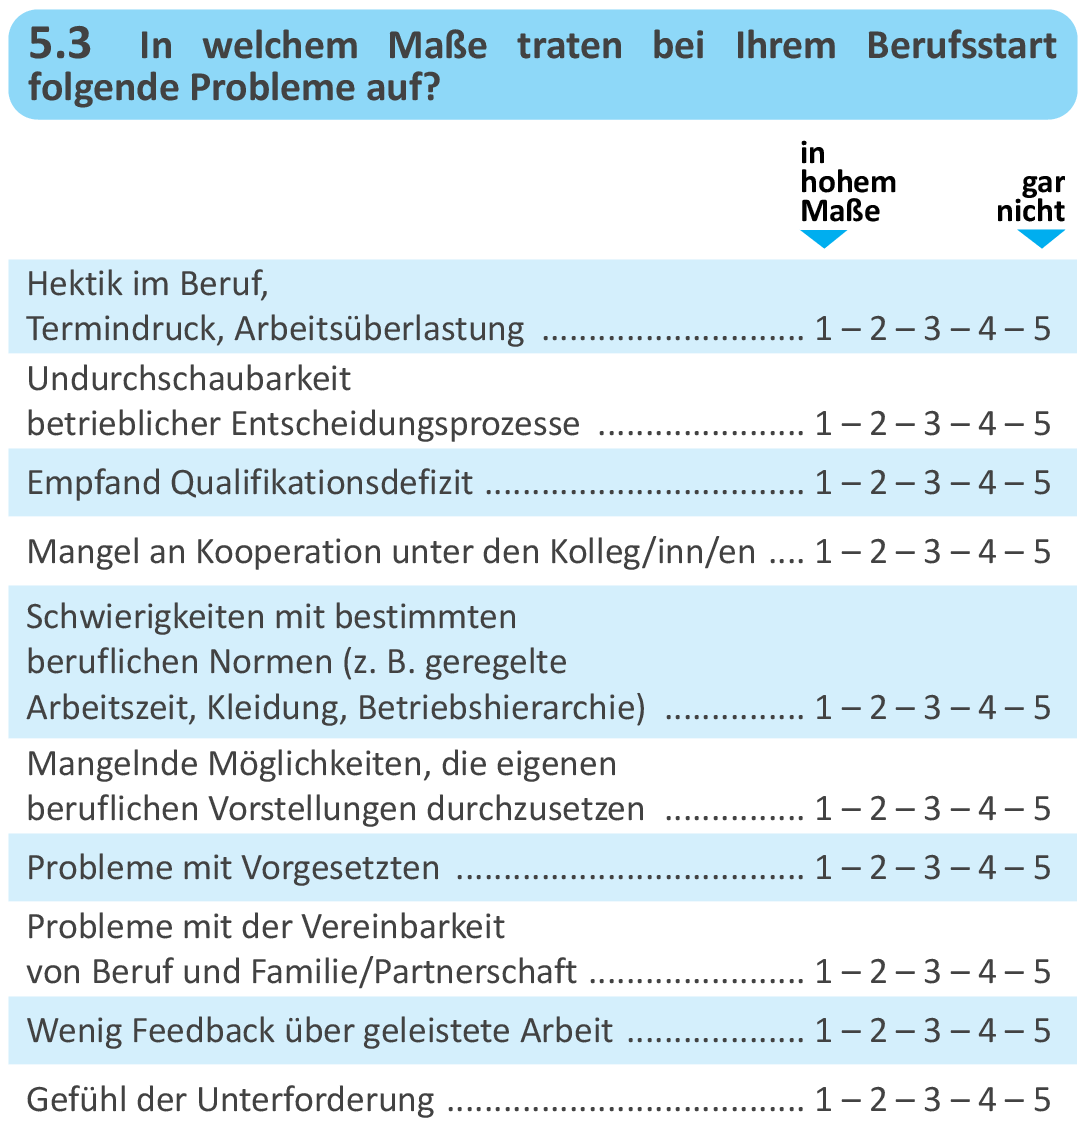 5.3 In welchem Maße traten bei Ihrem Berufsstart
folgende Probleme auf?
in
hohem
Maße
gar
nicht
Hektik im Beruf,
Termindruck, Arbeitsüberlastung ............................ 1 – 2 – 3 – 4 – 5
Undurchschaubarkeit
betrieblicher Entscheidungsprozesse ...................... 1 – 2 – 3 – 4 – 5
Empfand Qualifikationsdefizit .................................. 1 – 2 – 3 – 4 – 5
Mangel an Kooperation unter den Kolleg/inn/en .... 1 – 2 – 3 – 4 – 5
Schwierigkeiten mit bestimmten
beruflichen Normen (z. B. geregelte
Arbeitszeit, Kleidung, Betriebshierarchie) ............... 1 – 2 – 3 – 4 – 5
Mangelnde Möglichkeiten, die eigenen
beruflichen Vorstellungen durchzusetzen ............... 1 – 2 – 3 – 4 – 5
Probleme mit Vorgesetzten ..................................... 1 – 2 – 3 – 4 – 5
Probleme mit der Vereinbarkeit
von Beruf und Familie/Partnerschaft ....................... 1 – 2 – 3 – 4 – 5
Wenig Feedback über geleistete Arbeit ................... 1 – 2 – 3 – 4 – 5
Gefühl der Unterforderung ...................................... 1 – 2 – 3 – 4 – 5